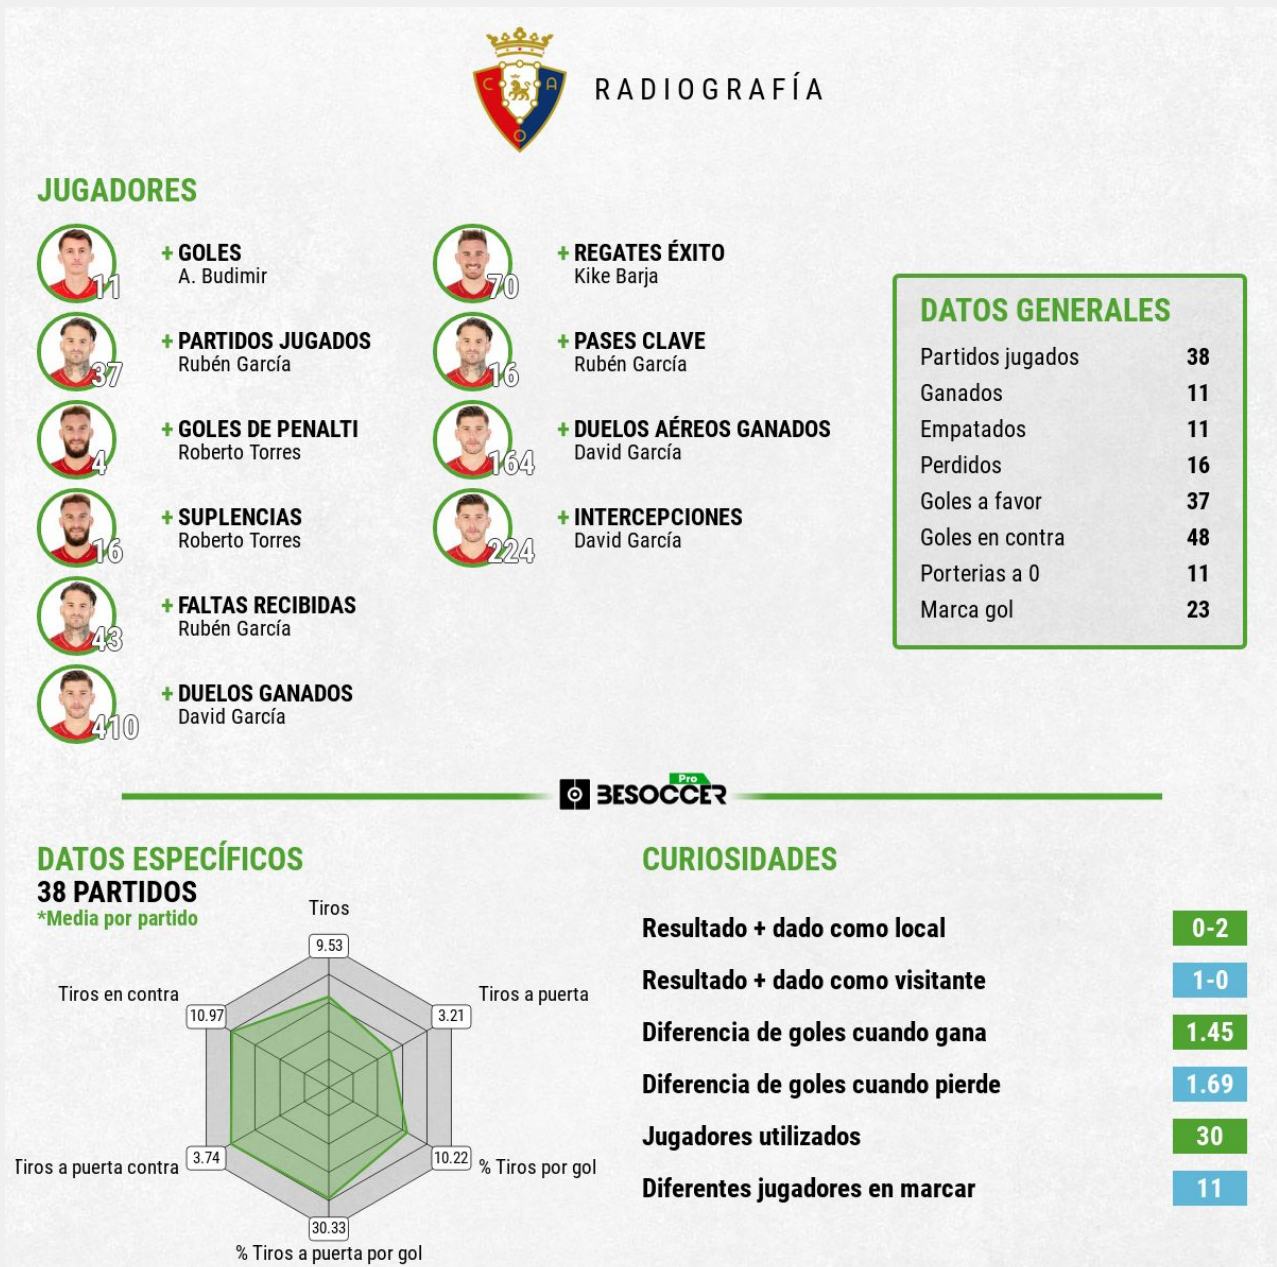 C A O
RADIOGRAFÍA
JUGADORES
11
+ GOLES
A. Budimir
37
+ PARTIDOS JUGADOS
Rubén García
4
+ GOLES DE PENALTI
Roberto Torres
16
+ SUPLENCIAS
Roberto Torres
43
+ FALTAS RECIBIDAS
Rubén García
410
+ DUELOS GANADOS
David García
70
+ REGATES ÉXITO
Kike Barja
16
+ PASES CLAVE
Rubén García
164
+ DUELOS AÉREOS GANADOS
David García
224
+ INTERCEPCIONES
David García
DATOS GENERALES
Partidos jugados 38
Ganados 11
Empatados 11
Perdidos 16
Goles a favor 37
Goles en contra 48
Porterias a 0 11
Marca gol 23
Pro
BESOCCER
DATOS ESPECÍFICOS
38 PARTIDOS
*Media por partido
Tiros
9.53
Tiros a puerta
3.21
% Tiros por gol
10.22
% Tiros a puerta por gol
30.33
Tiros a puerta contra
3.74
Tiros en contra
10.97
CURIOSIDADES
Resultado + dado como local 0-2
Resultado + dado como visitante 1-0
Diferencia de goles cuando gana 1.45
Diferencia de goles cuando pierde 1.69
Jugadores utilizados 30
Diferentes jugadores en marcar 11